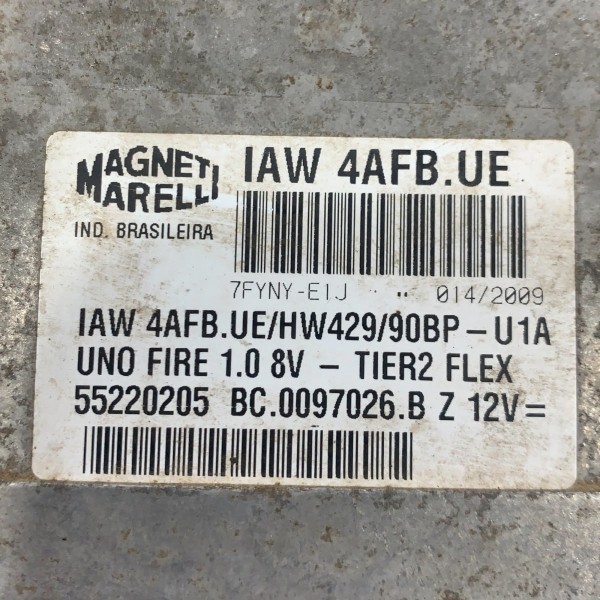 MAGNETI
MARELLI
IND. BRASILEIRA
IAW 4AFB.UE
7FYNY-E1J 014/2009
IAW 4AFB.UE/HW429/90BP-U1A
UNO FIRE 1.0 8V - TIER2 FLEX
55220205 BC.0097026.B Z 12V=